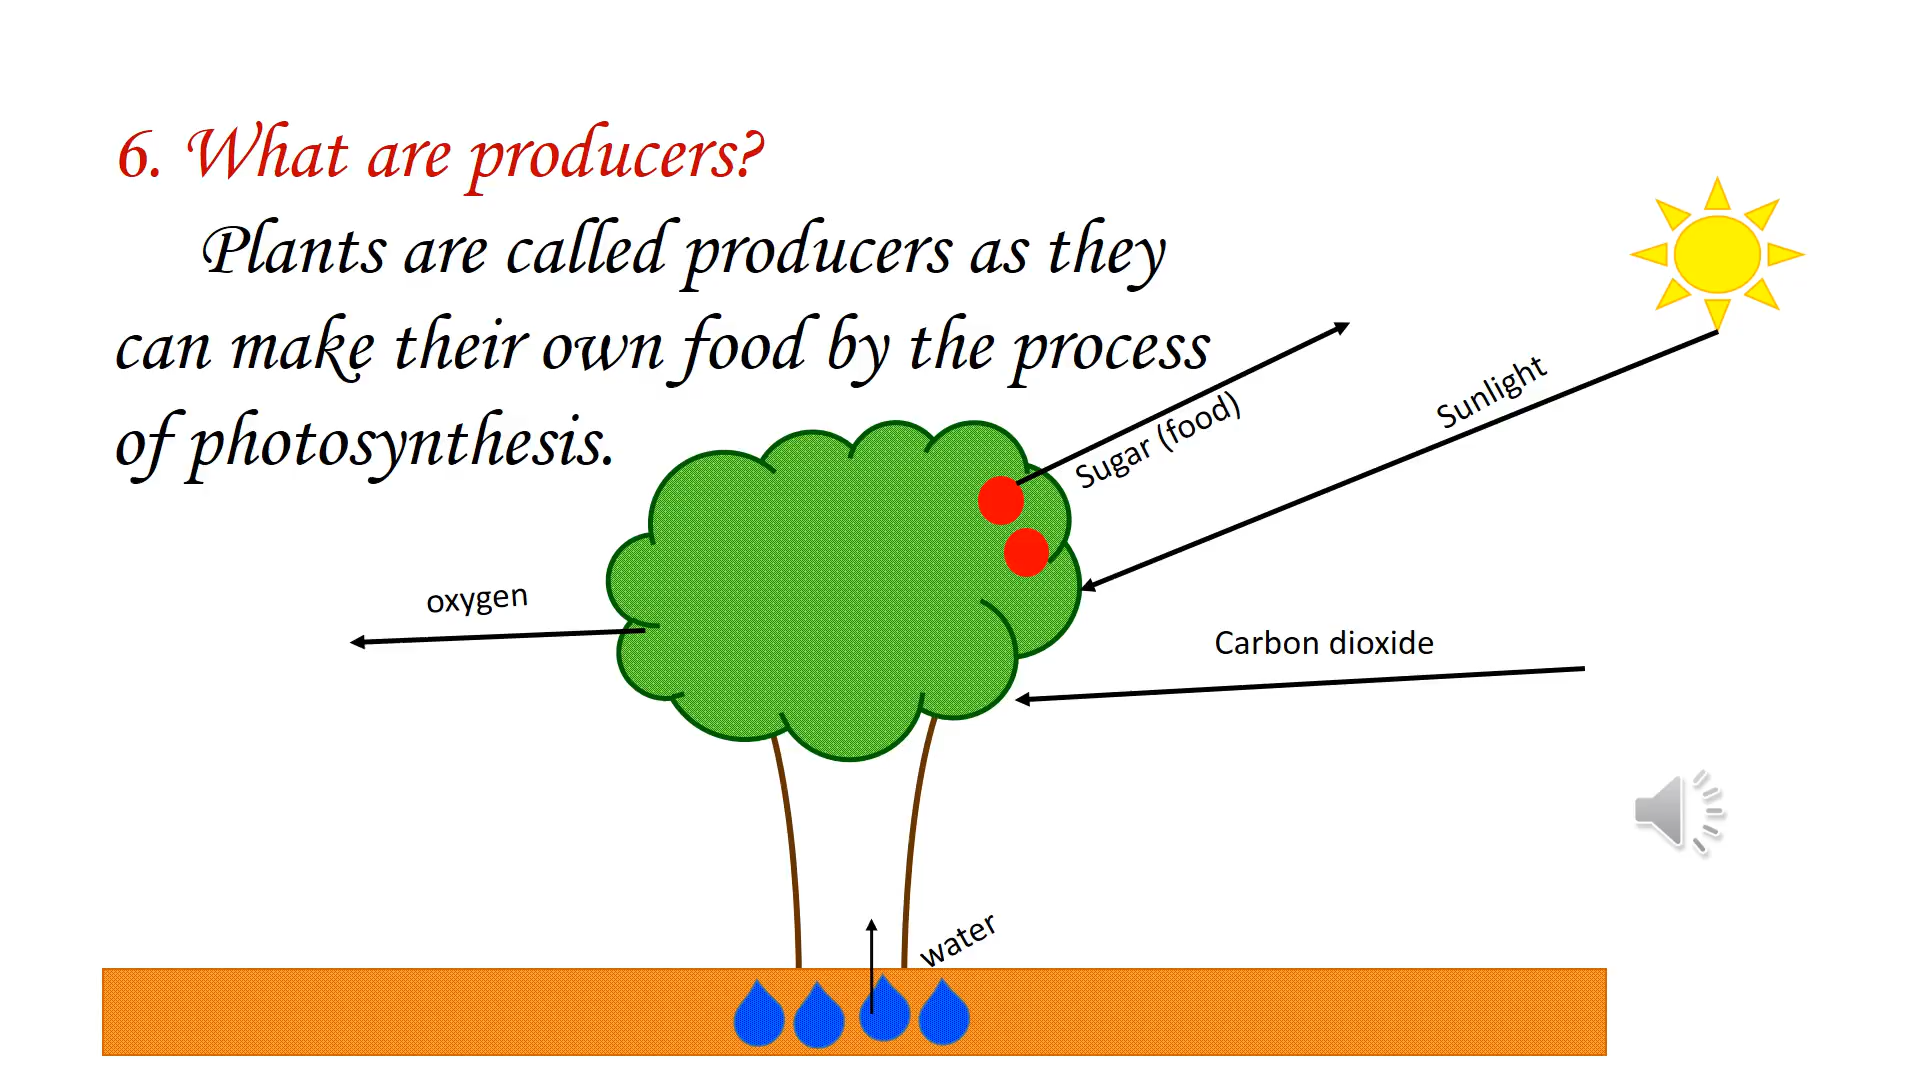 6. What are producers?
Plants are called producers as they
can make their own food by the process
of photosynthesis.
Sugar (food)
Sunlight
oxygen
Carbon dioxide
water